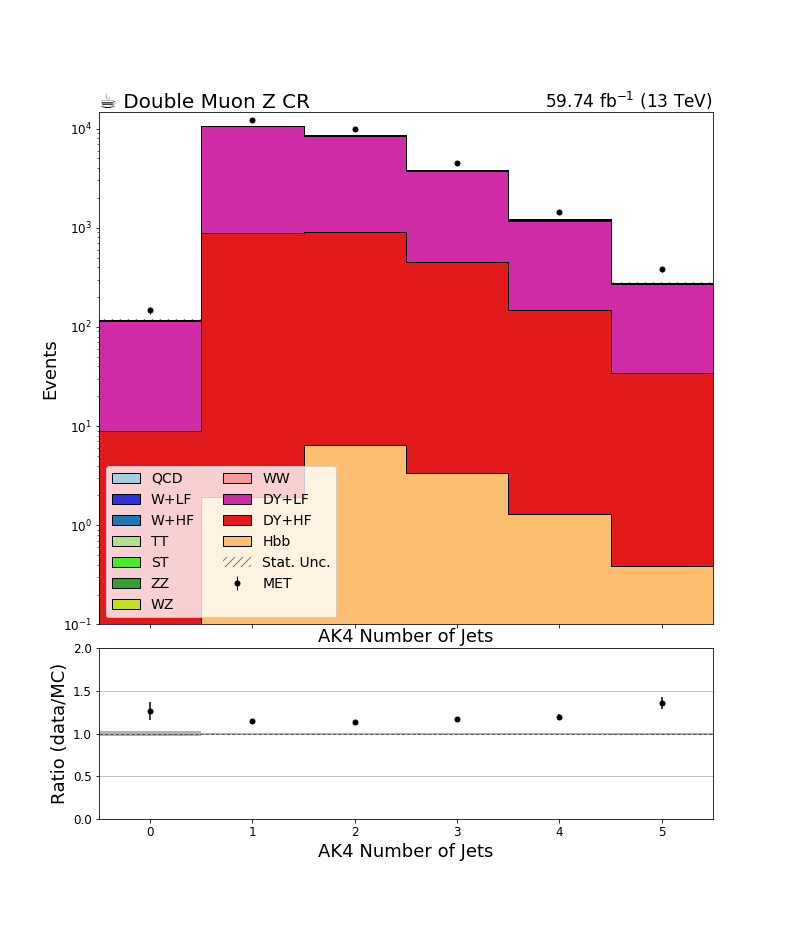 ☕ Double Muon Z CR
59.74 fb⁻¹ (13 TeV)
10⁴
10³
10²
10¹
10⁰
10⁻¹
Events
QCD WW
W+LF DY+LF
W+HF DY+HF
TT Hbb
ST Stat. Unc.
ZZ MET
WZ
AK4 Number of Jets
2.0
1.5
1.0
0.5
0.0
Ratio (data/MC)
0 1 2 3 4 5
AK4 Number of Jets